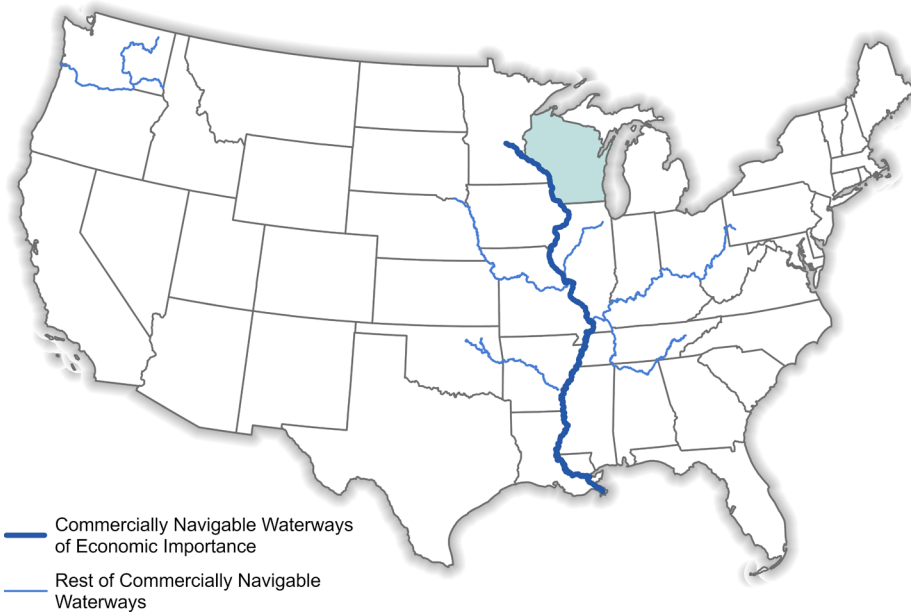 Commercially Navigable Waterways
of Economic Importance
Rest of Commercially Navigable
Waterways